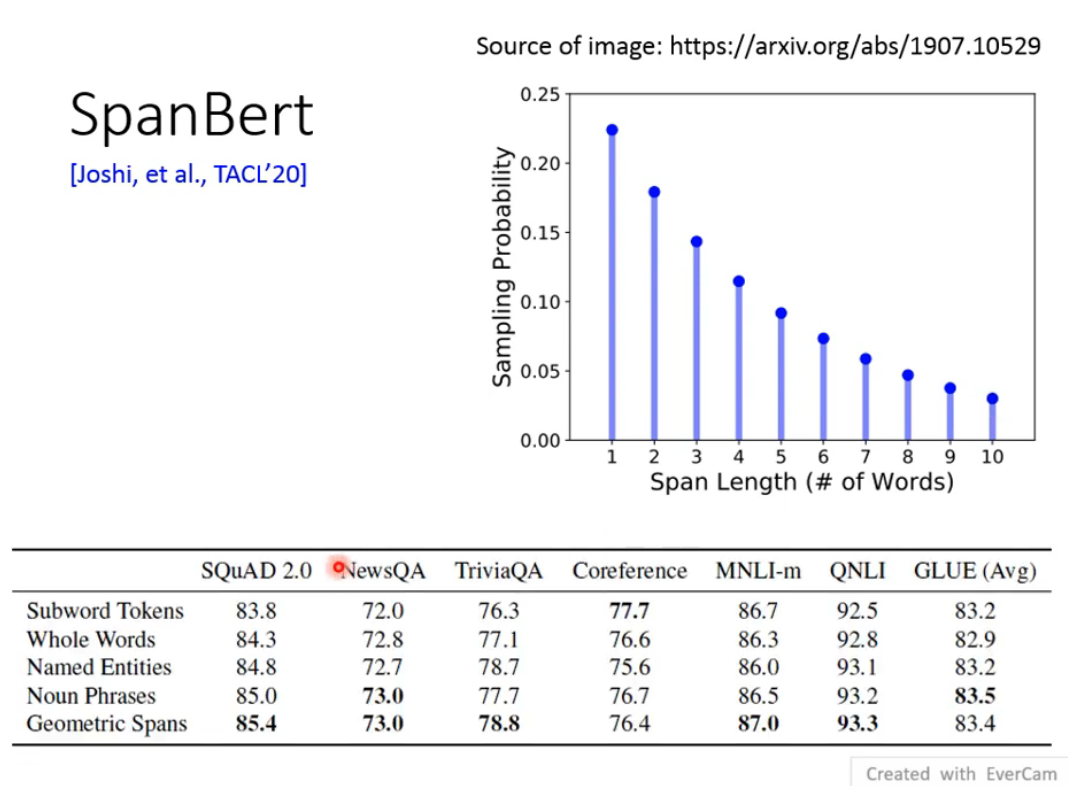 Source of image: https://arxiv.org/abs/1907.10529
SpanBert
[Joshi, et al., TACL'20]
0.25
0.20
0.15
0.10
0.05
0.00
Sampling Probability
1 2 3 4 5 6 7 8 9 10
Span Length (# of Words)
SQuAD 2.0 NewsQA TriviaQA Coreference MNLI-m QNLI GLUE (Avg)
Subword Tokens 83.8 72.0 76.3 77.7 86.7 92.5 83.2
Whole Words 84.3 72.8 77.1 76.6 86.3 92.8 82.9
Named Entities 84.8 72.7 78.7 75.6 86.0 93.1 83.2
Noun Phrases 85.0 73.0 77.7 76.7 86.5 93.2 83.5
Geometric Spans 85.4 73.0 78.8 76.4 87.0 93.3 83.4
Created with EverCam